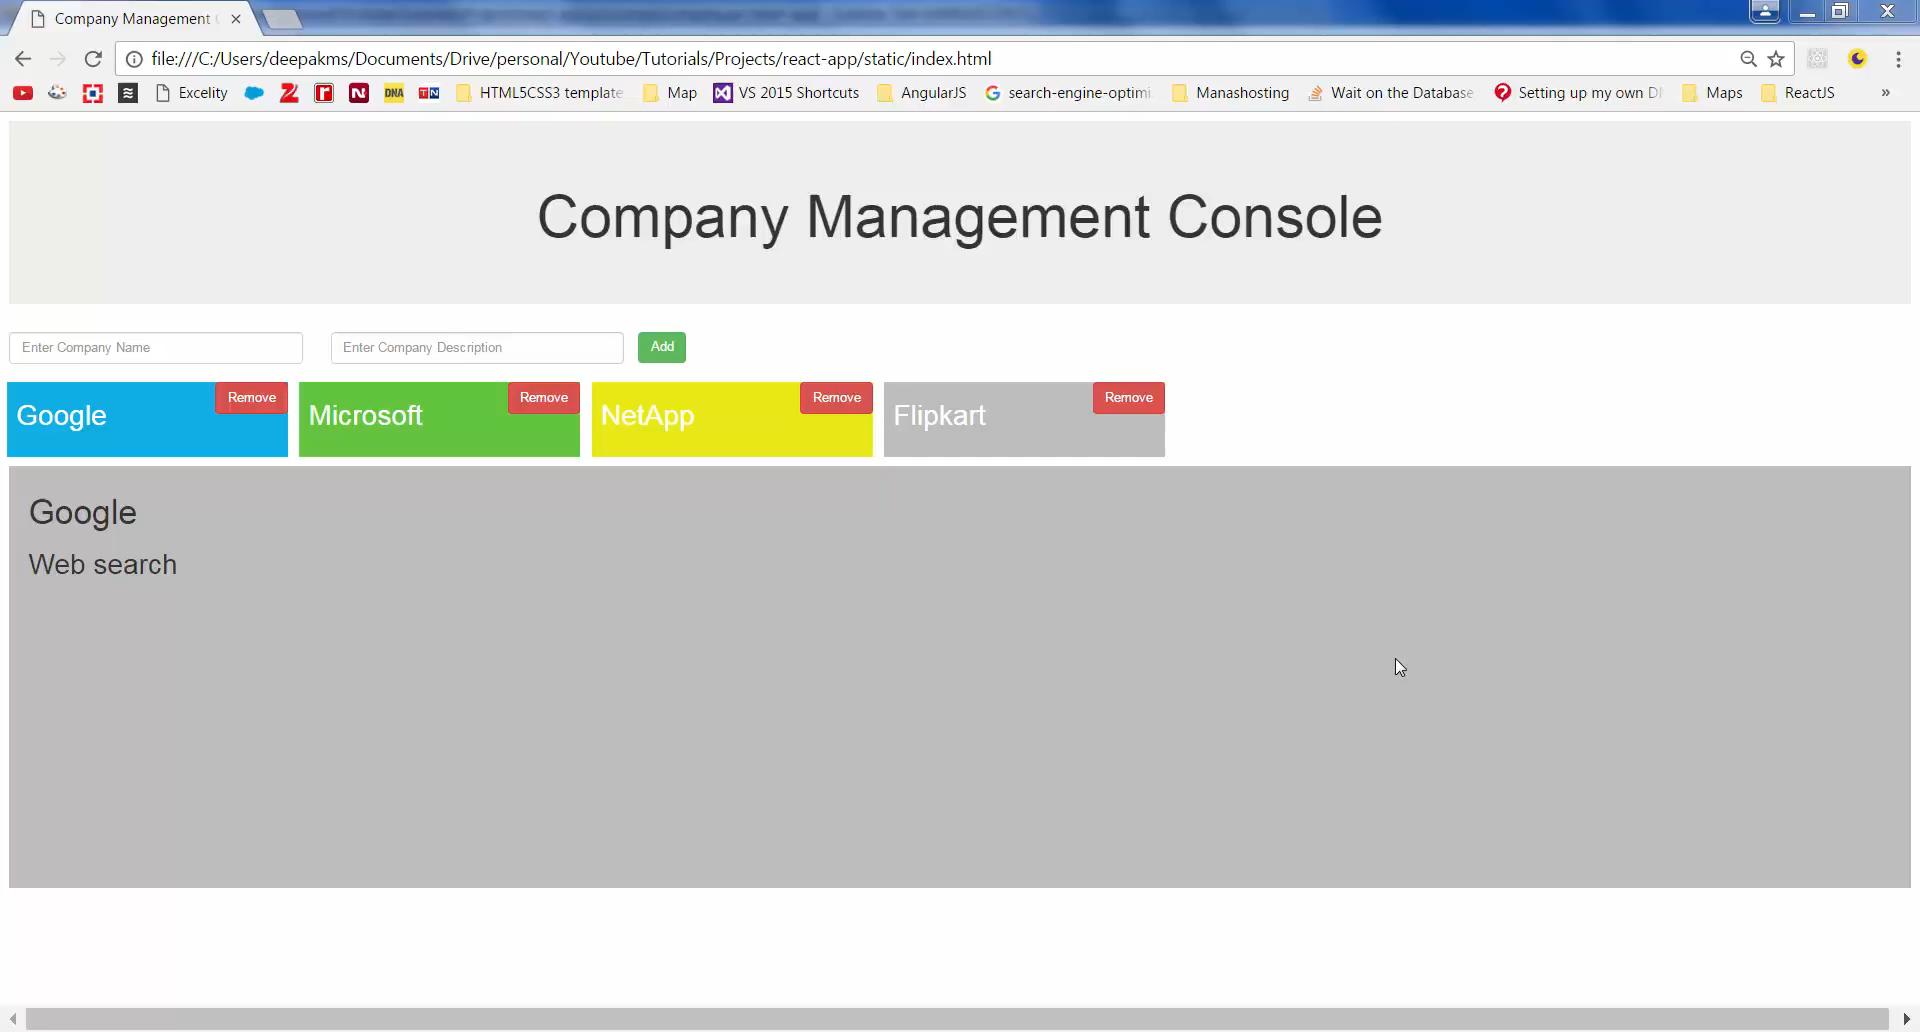 Company Management
file:///C:/Users/deepakms/Documents/Drive/personal/Youtube/Tutorials/Projects/react-app/static/index.html
Excelity DNA TN HTML5CSS3 template Map VS 2015 Shortcuts AngularJS search-engine-optimi Manashosting Wait on the Database Setting up my own D Maps ReactJS »
Company Management Console
Enter Company Name Enter Company Description Add
Google Remove Microsoft Remove NetApp Remove Flipkart Remove
Google
Web search